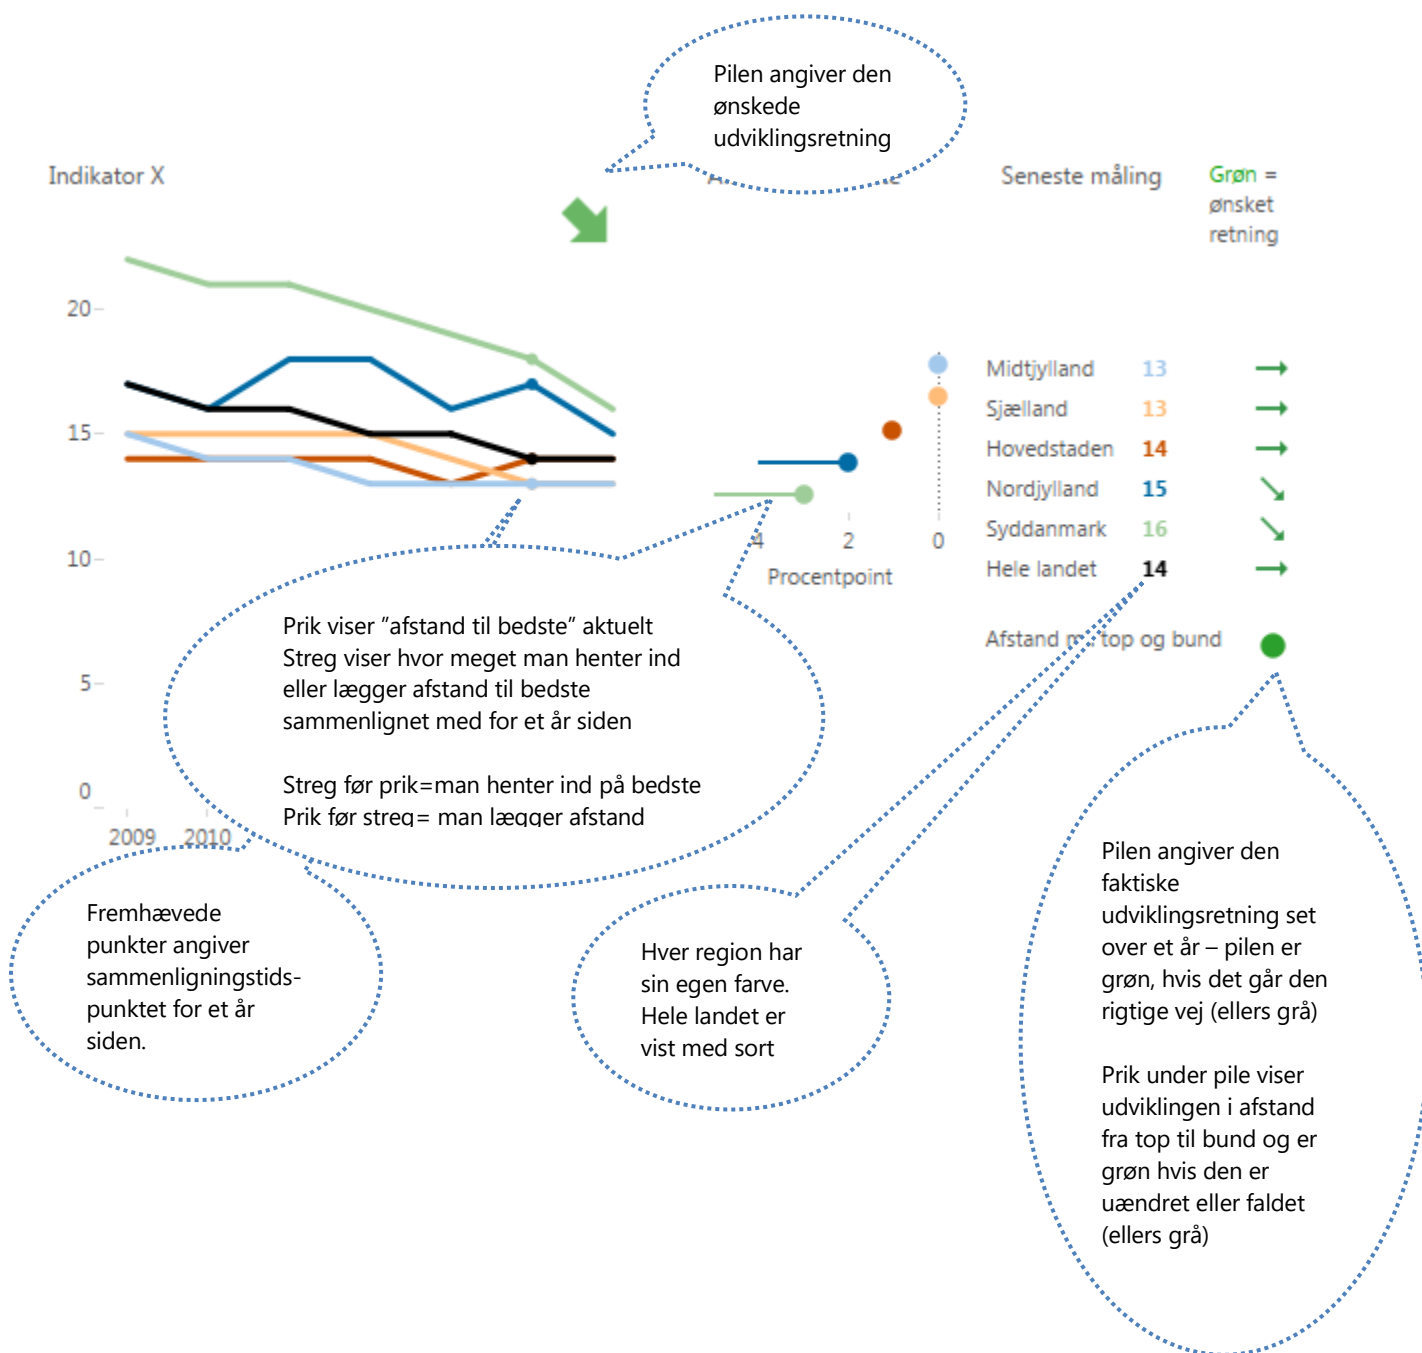 Pilen angiver den
ønskede
udviklingsretning
Indikator X
Seneste måling
Grøn =
ønsket
retning
20
15
10
5
0
2009 2010
4 2 0
Procentpoint
Midtjylland 13
Sjælland 13
Hovedstaden 14
Nordjylland 15
Syddanmark 16
Hele landet 14
Afstand m top og bund
Prik viser ”afstand til bedste” aktuelt
Streg viser hvor meget man henter ind
eller lægger afstand til bedste
sammenlignet med for et år siden
Streg før prik=man henter ind på bedste
Prik før streg= man lægger afstand
Fremhævede
punkter angiver
sammenligningstids-
punktet for et år
siden.
Hver region har
sin egen farve.
Hele landet er
vist med sort
Pilen angiver den
faktiske
udviklingsretning set
over et år – pilen er
grøn, hvis det går den
rigtige vej (ellers grå)
Prik under pile viser
udviklingen i afstand
fra top til bund og er
grøn hvis den er
uændret eller faldet
(ellers grå)